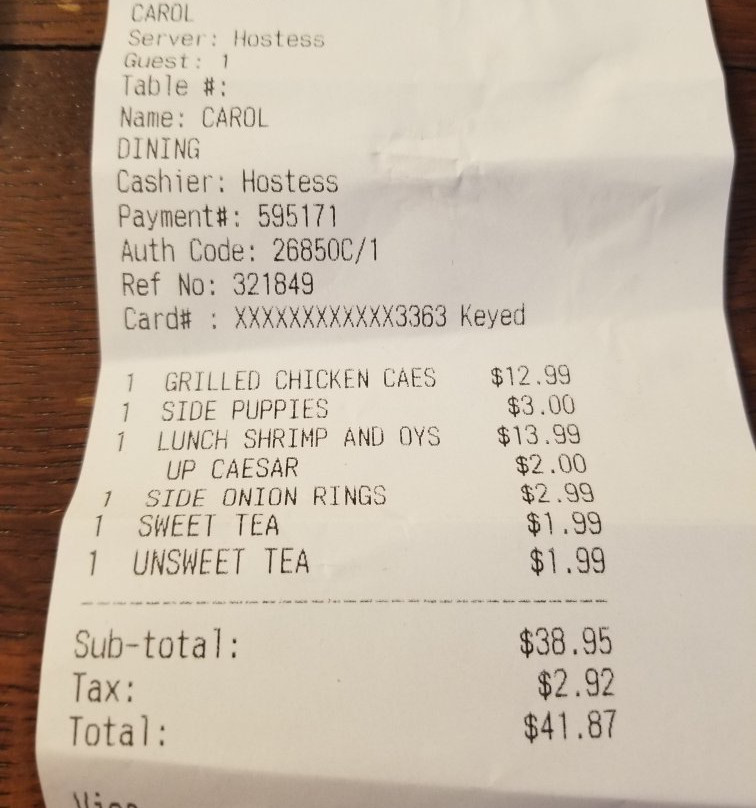 CAROL
Server: Hostess
Guest: 1
Table #:
Name: CAROL
DINING
Cashier: Hostess
Payment#: 595171
Auth Code: 26850C/1
Ref No: 321849
Card# : XXXXXXXXXXXX3363 Keyed
1 GRILLED CHICKEN CAES $12.99
1 SIDE PUPPIES $3.00
1 LUNCH SHRIMP AND OYS $13.99
UP CAESAR $2.00
1 SIDE ONION RINGS $2.99
1 SWEET TEA $1.99
1 UNSWEET TEA $1.99
Sub-total: $38.95
Tax: $2.92
Total: $41.87